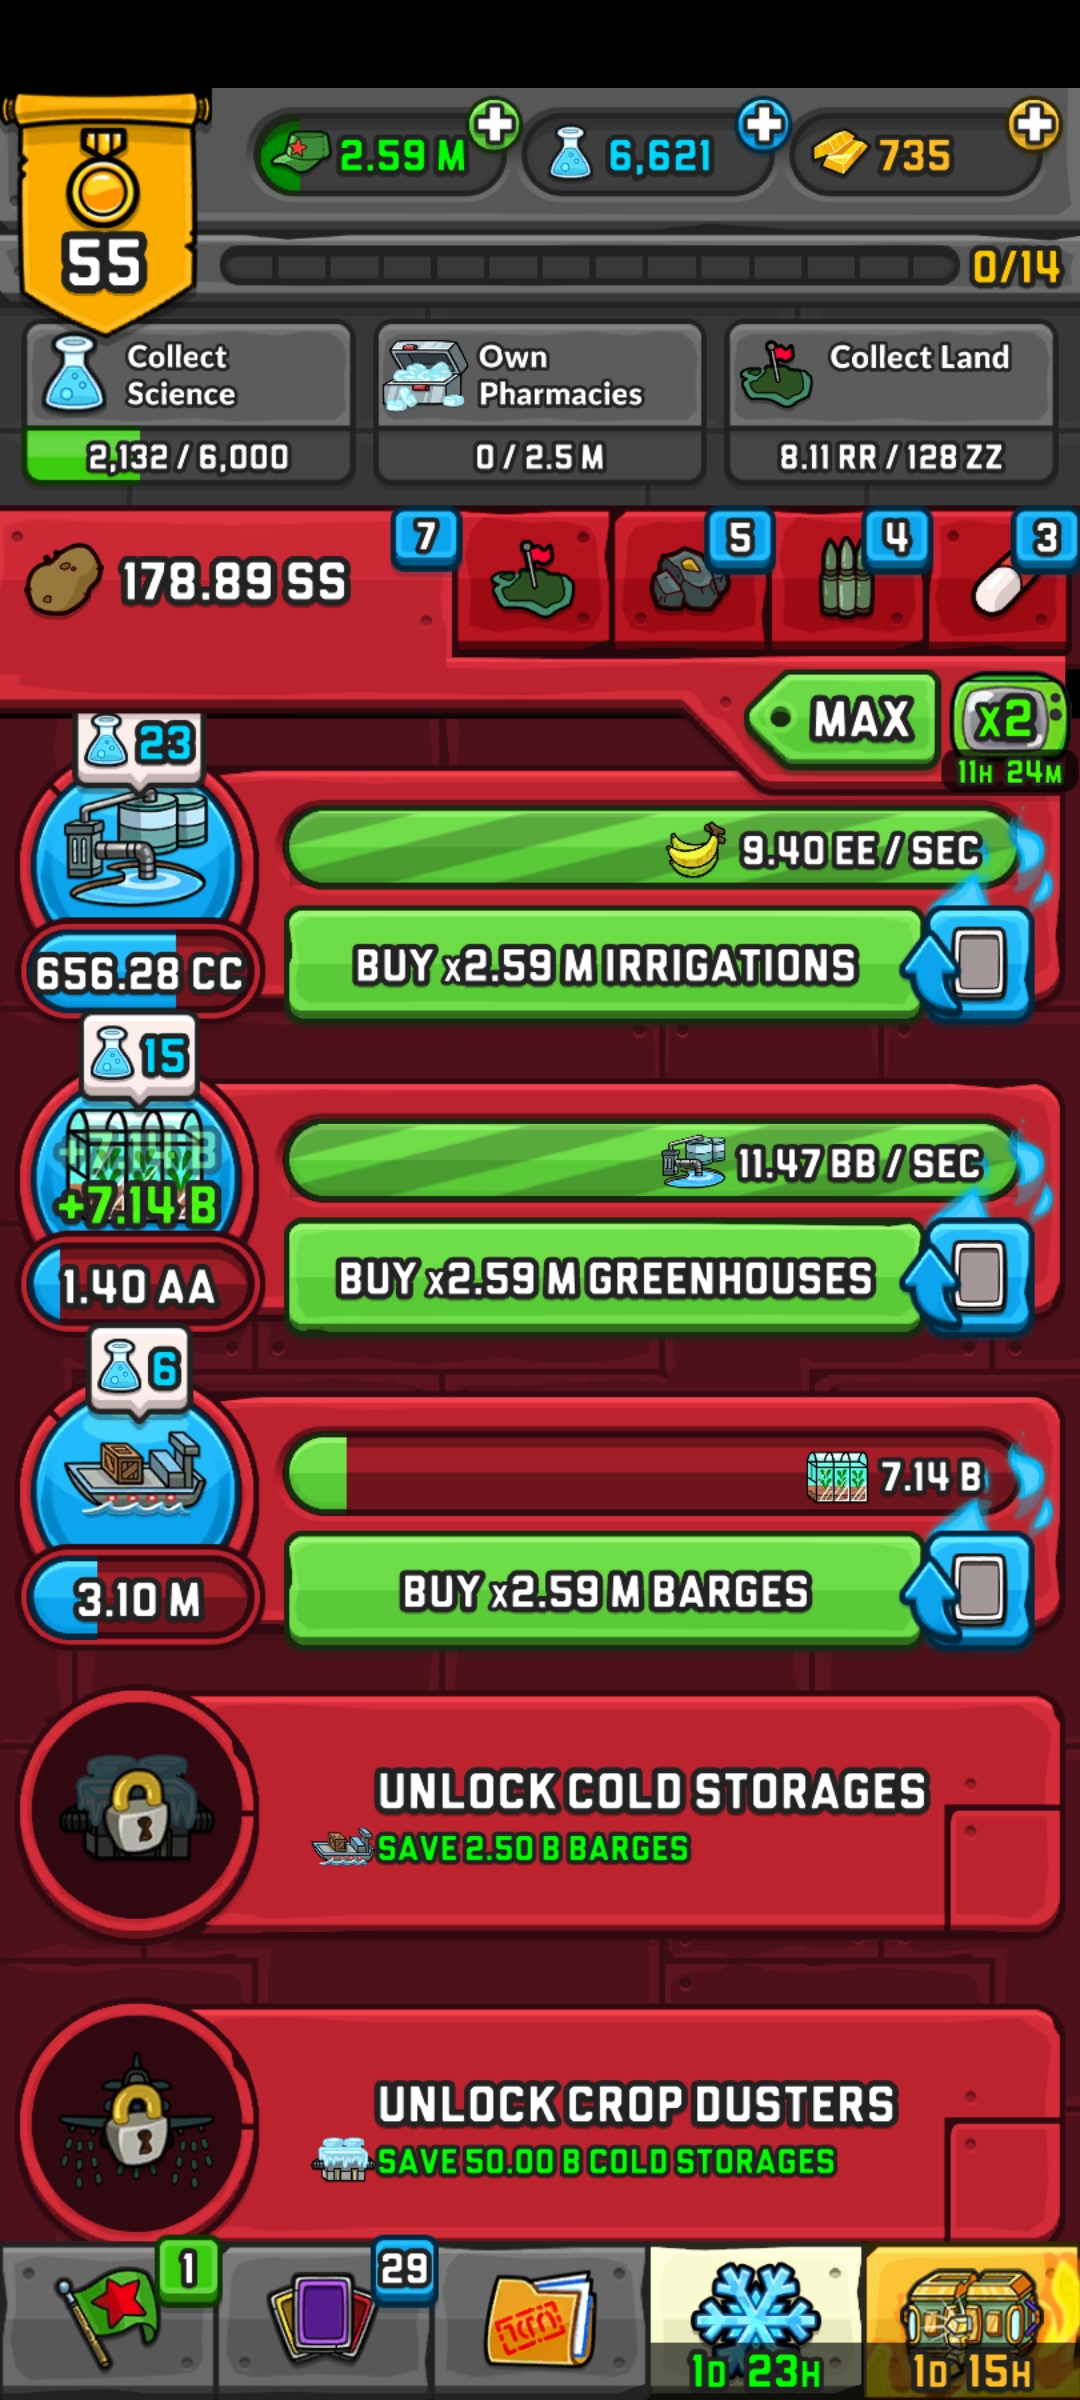 2.59 M
6,621
735
55
0/14
Collect
Science
2,132 / 6,000
Own
Pharmacies
0 / 2.5 M
Collect Land
8.11 RR / 128 ZZ
178.89 SS
7
5
4
3
MAX
x2
11H 24M
23
9.40 EE / SEC
656.28 CC
BUY x2.59 M IRRIGATIONS
15
+7.14 B
+7.14 B
11.47 BB / SEC
1.40 AA
BUY x2.59 M GREENHOUSES
6
7.14 B
3.10 M
BUY x2.59 M BARGES
UNLOCK COLD STORAGES
SAVE 2.50 B BARGES
UNLOCK CROP DUSTERS
SAVE 50.00 B COLD STORAGES
1
29
1D 23H
1D 15H